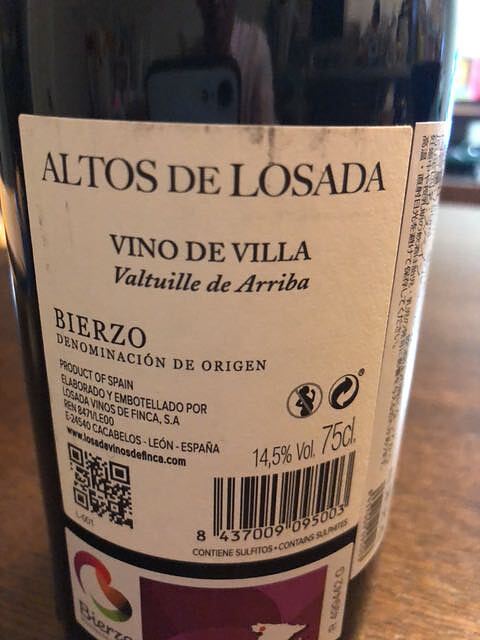 ALTOS DE LOSADA
VINO DE VILLA
Valtuille de Arriba
BIERZO
DENOMINACIÓN DE ORIGEN
PRODUCT OF SPAIN
ELABORADO Y EMBOTELLADO POR
LOSADA VINOS DE FINCA, S.A
REN 8471/LE00
E-24540 CACABELOS - LEÓN - ESPAÑA
www.losadavinosdefinca.com
14,5% Vol. 75cl.
L-001
8 437009 095003
CONTIENE SULFITOS • CONTAINS SULPHITES
Bierzo